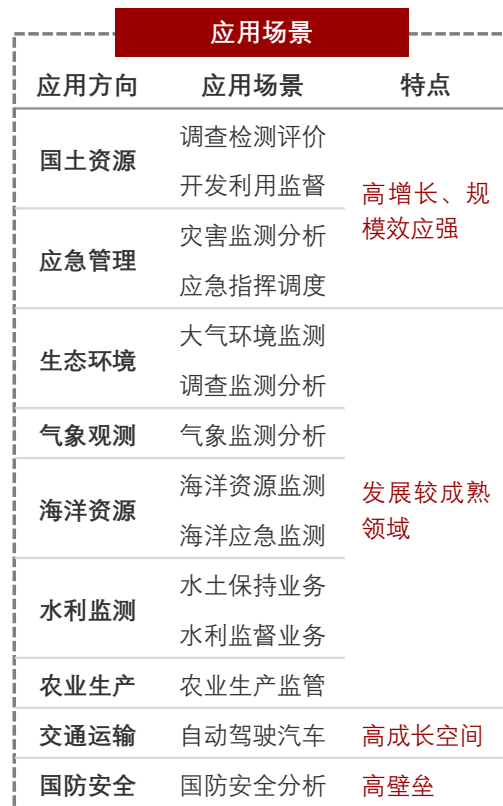 应用场景
应用方向 应用场景 特点
国土资源
调查检测评价
开发利用监督
高增长、规
模效应强
应急管理
灾害监测分析
应急指挥调度
生态环境
大气环境监测
调查监测分析
气象观测 气象监测分析
海洋资源
海洋资源监测
海洋应急监测
发展较成熟
领域
水利监测
水土保持业务
水利监督业务
农业生产 农业生产监管
交通运输 自动驾驶汽车 高成长空间
国防安全 国防安全分析 高壁垒